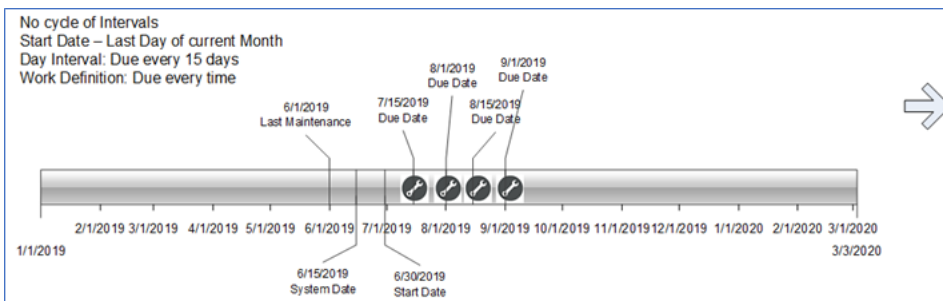 No cycle of Intervals
Start Date – Last Day of current Month
Day Interval: Due every 15 days
Work Definition: Due every time
6/1/2019
Last Maintenance
7/15/2019
Due Date
8/1/2019
Due Date
8/15/2019
Due Date
9/1/2019
Due Date
2/1/2019 3/1/2019 4/1/2019 5/1/2019 6/1/2019 7/1/2019 8/1/2019 9/1/2019 10/1/2019 11/1/2019 12/1/2019 1/1/2020 2/1/2020 3/1/2020
1/1/2019 3/3/2020
6/15/2019
System Date
6/30/2019
Start Date